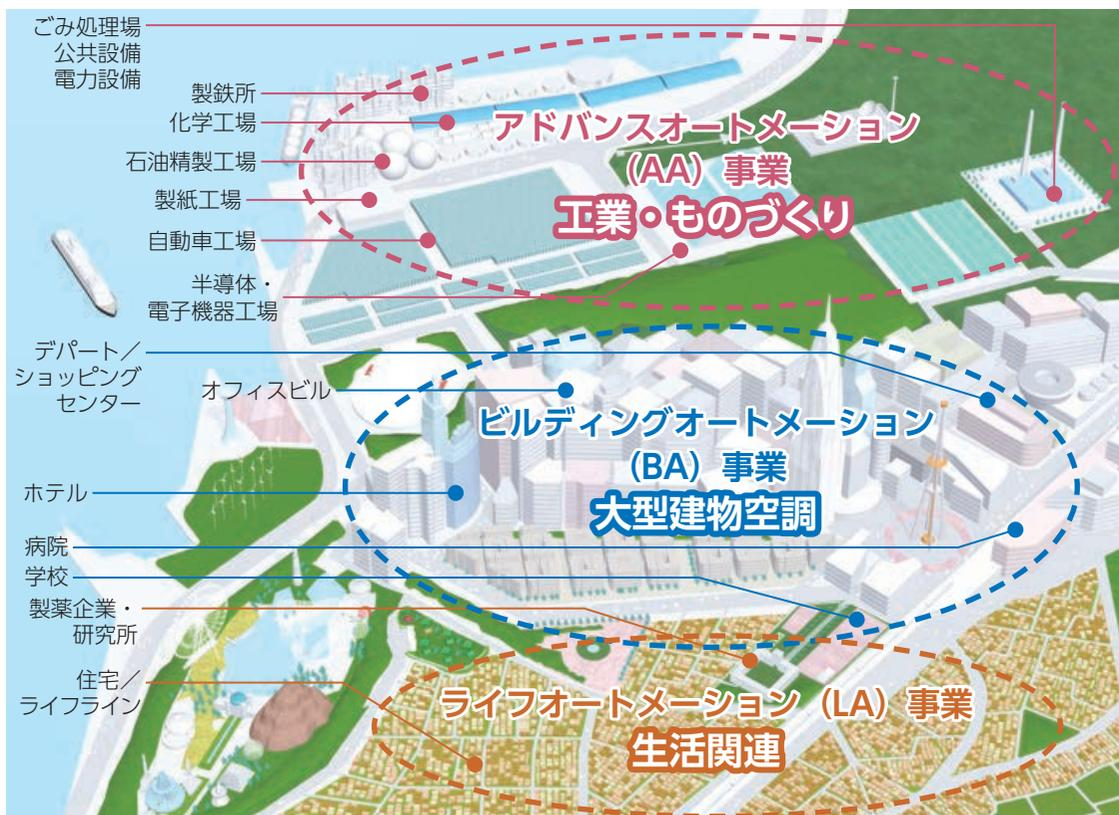 ごみ処理場
公共設備
電力設備
製鉄所
化学工場
石油精製工場
製紙工場
自動車工場
半導体・
電子機器工場
アドバンスオートメーション
（AA）事業
工業・ものづくり
デパート／
ショッピング
センター
オフィスビル
ホテル
病院
学校
ビルディングオートメーション
（BA）事業
大型建物空調
製薬企業・
研究所
住宅／
ライフライン
ライフオートメーション（LA）事業
生活関連